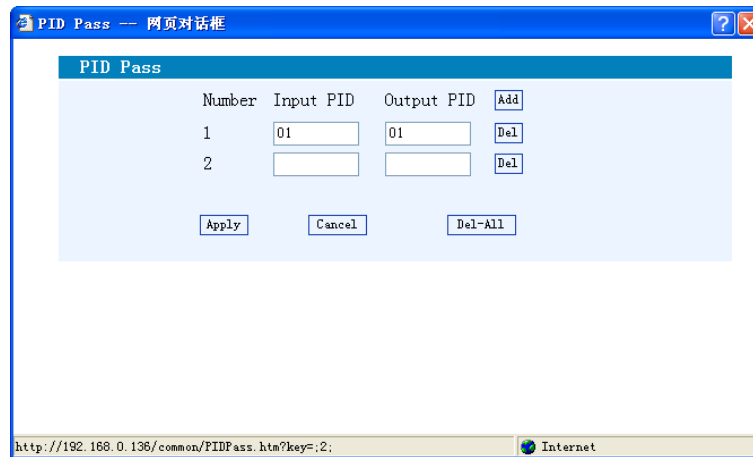 PID Pass -- 网页对话框
PID Pass
Number Input PID Output PID Add
1 01 01 Del
2 Del
Apply Cancel Del-All
http://192.168.0.136/common/PIDPass.htm?key=;2; Internet